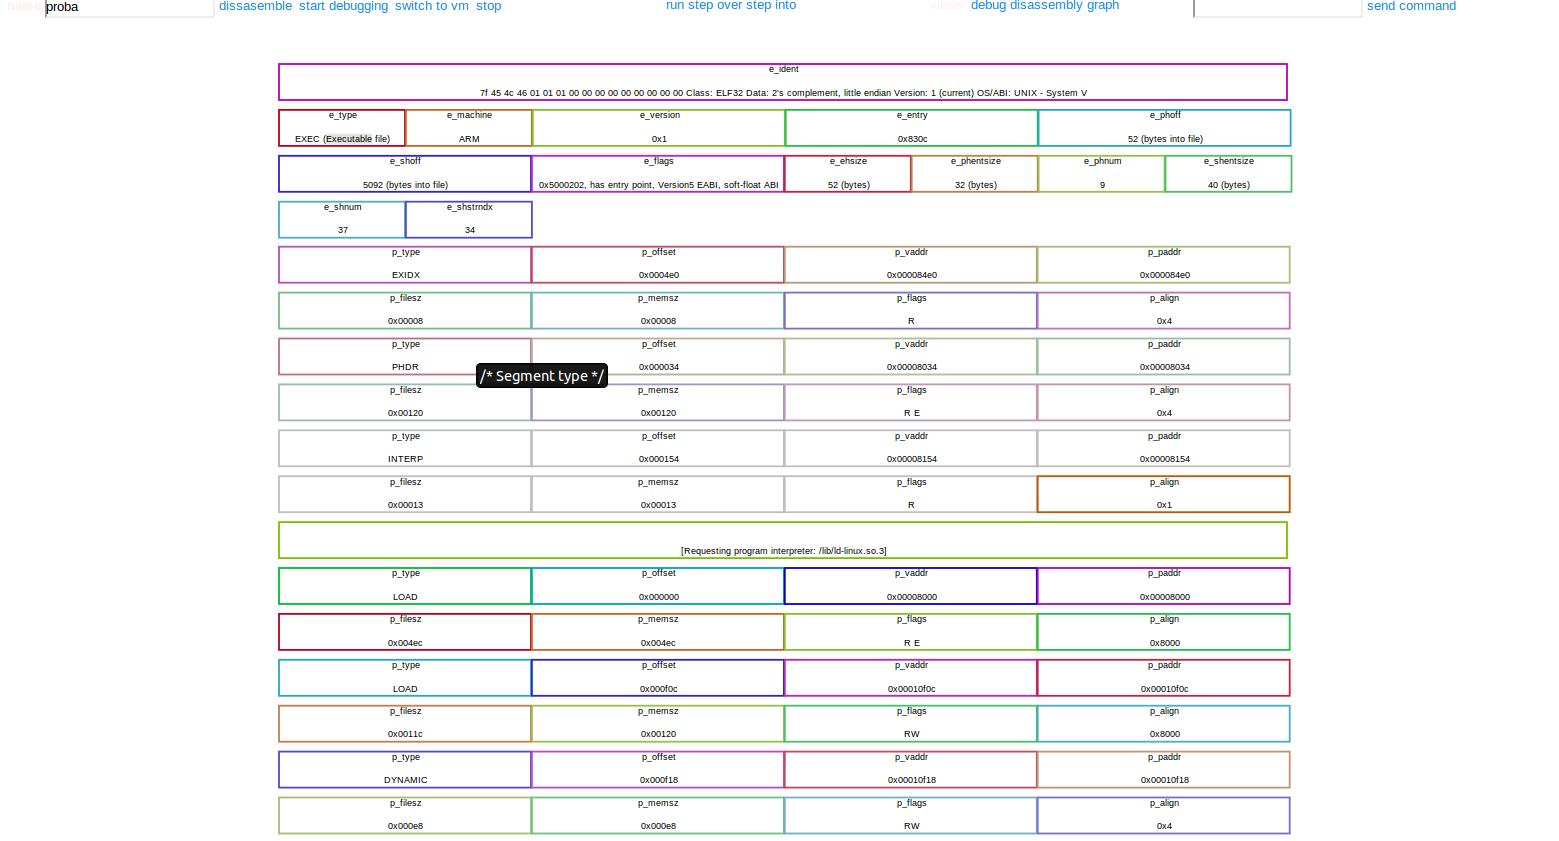 name proba dissasemble start debugging switch to vm stop run step over step into views debug disassembly graph send command
e_ident
7f 45 4c 46 01 01 01 00 00 00 00 00 00 00 00 00 Class: ELF32 Data: 2's complement, little endian Version: 1 (current) OS/ABI: UNIX - System V
e_type e_machine e_version e_entry e_phoff
EXEC (Executable file) ARM 0x1 0x830c 52 (bytes into file)
e_shoff e_flags e_ehsize e_phentsize e_phnum e_shentsize
5092 (bytes into file) 0x5000202, has entry point, Version5 EABI, soft-float ABI 52 (bytes) 32 (bytes) 9 40 (bytes)
e_shnum e_shstrndx
37 34
p_type p_offset p_vaddr p_paddr
EXIDX 0x0004e0 0x000084e0 0x000084e0
p_filesz p_memsz p_flags p_align
0x00008 0x00008 R 0x4
p_type p_offset p_vaddr p_paddr
PHDR 0x000034 0x00008034 0x00008034
/* Segment type */
p_filesz p_memsz p_flags p_align
0x00120 0x00120 R E 0x4
p_type p_offset p_vaddr p_paddr
INTERP 0x000154 0x00008154 0x00008154
p_filesz p_memsz p_flags p_align
0x00013 0x00013 R 0x1
[Requesting program interpreter: /lib/ld-linux.so.3]
p_type p_offset p_vaddr p_paddr
LOAD 0x000000 0x00008000 0x00008000
p_filesz p_memsz p_flags p_align
0x004ec 0x004ec R E 0x8000
p_type p_offset p_vaddr p_paddr
LOAD 0x000f0c 0x00010f0c 0x00010f0c
p_filesz p_memsz p_flags p_align
0x0011c 0x00120 RW 0x8000
p_type p_offset p_vaddr p_paddr
DYNAMIC 0x000f18 0x00010f18 0x00010f18
p_filesz p_memsz p_flags p_align
0x000e8 0x000e8 RW 0x4